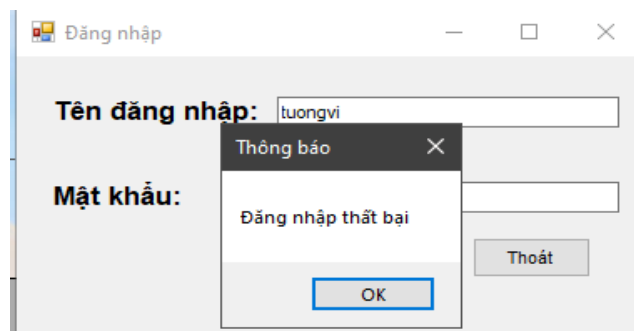 Đăng nhập
Tên đăng nhập: tuongvi
Thông báo
Mật khẩu:
Đăng nhập thất bại
Thoát
OK